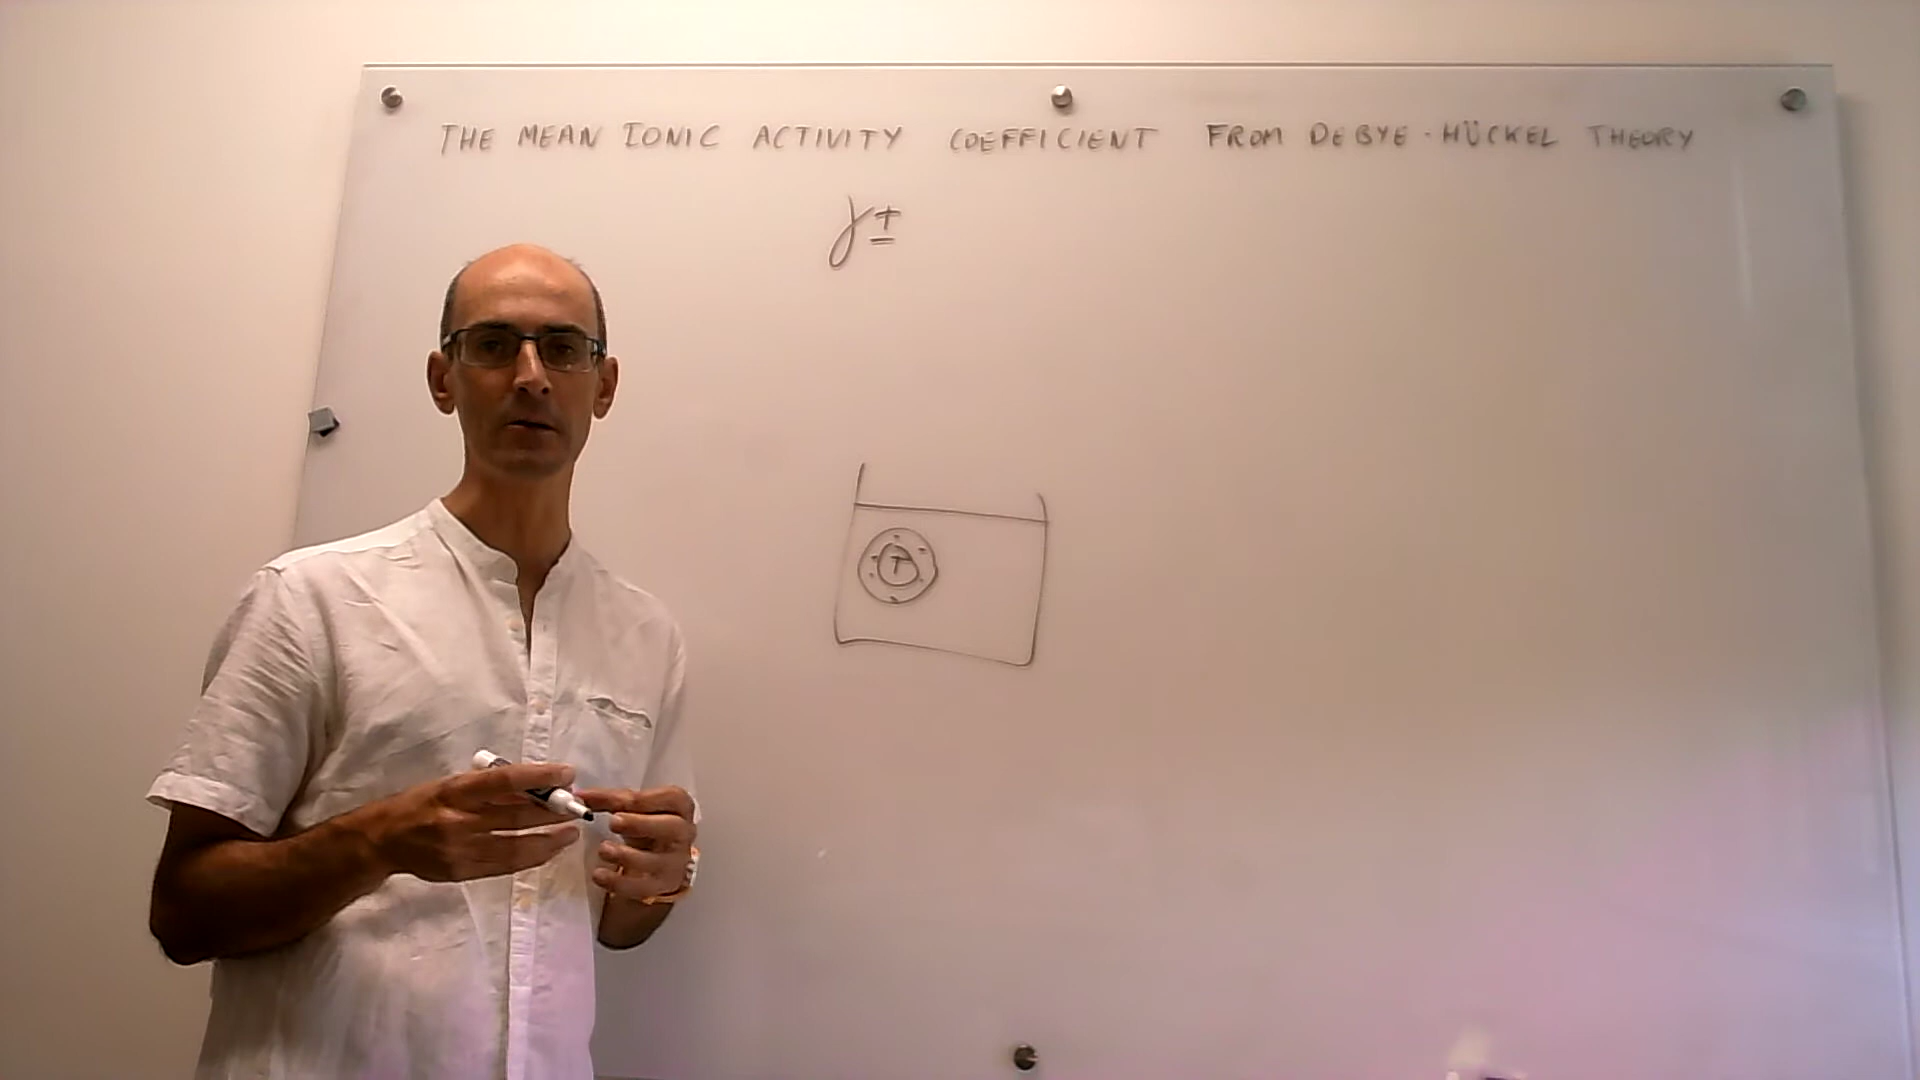 THE MEAN IONIC ACTIVITY COEFFICIENT FROM DEBYE-HÜCKEL THEORY
γ±
+